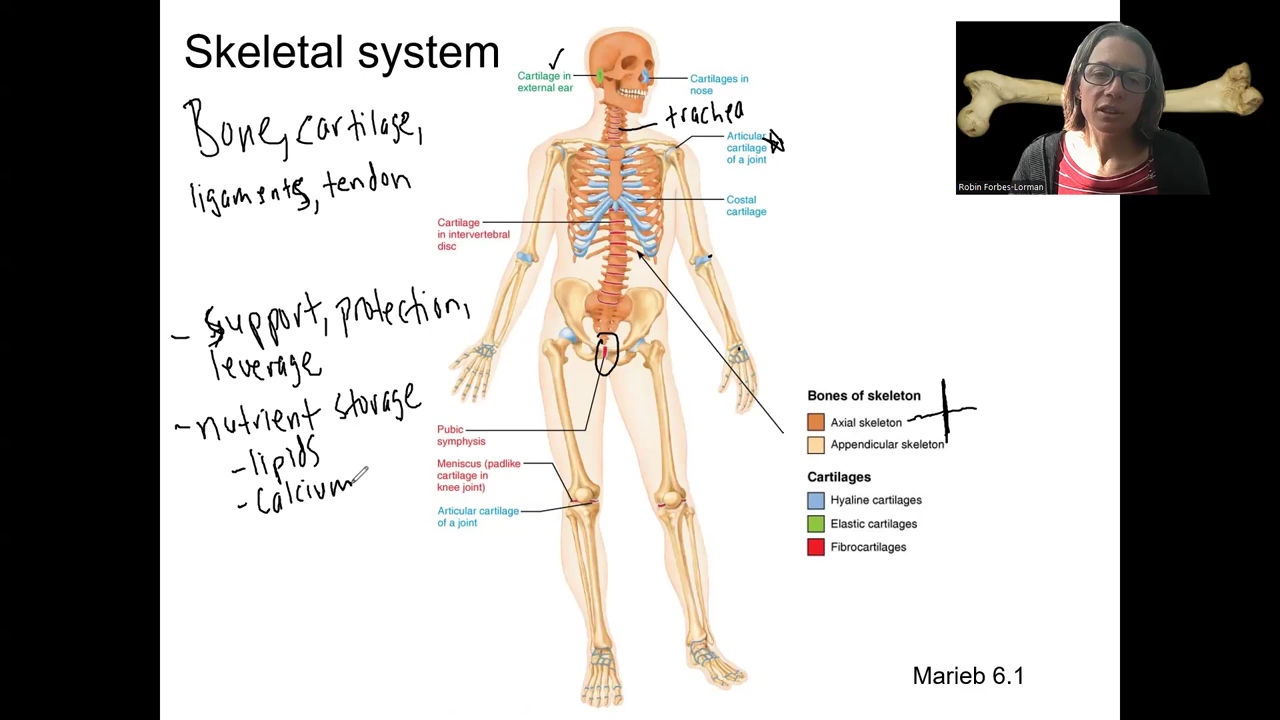 Skeletal system
Bone, cartilage,
ligaments, tendon
- support, protection,
leverage
- nutrient storage
- lipids
- calcium
Cartilage in
external ear
Cartilages in
nose
trachea
Articular
cartilage
of a joint
Costal
cartilage
Cartilage
in intervertebral
disc
Pubic
symphysis
Meniscus (padlike
cartilage in
knee joint)
Articular cartilage
of a joint
Bones of skeleton
Axial skeleton
Appendicular skeleton
Cartilages
Hyaline cartilages
Elastic cartilages
Fibrocartilages
Marieb 6.1
Robin Forbes-Lorman